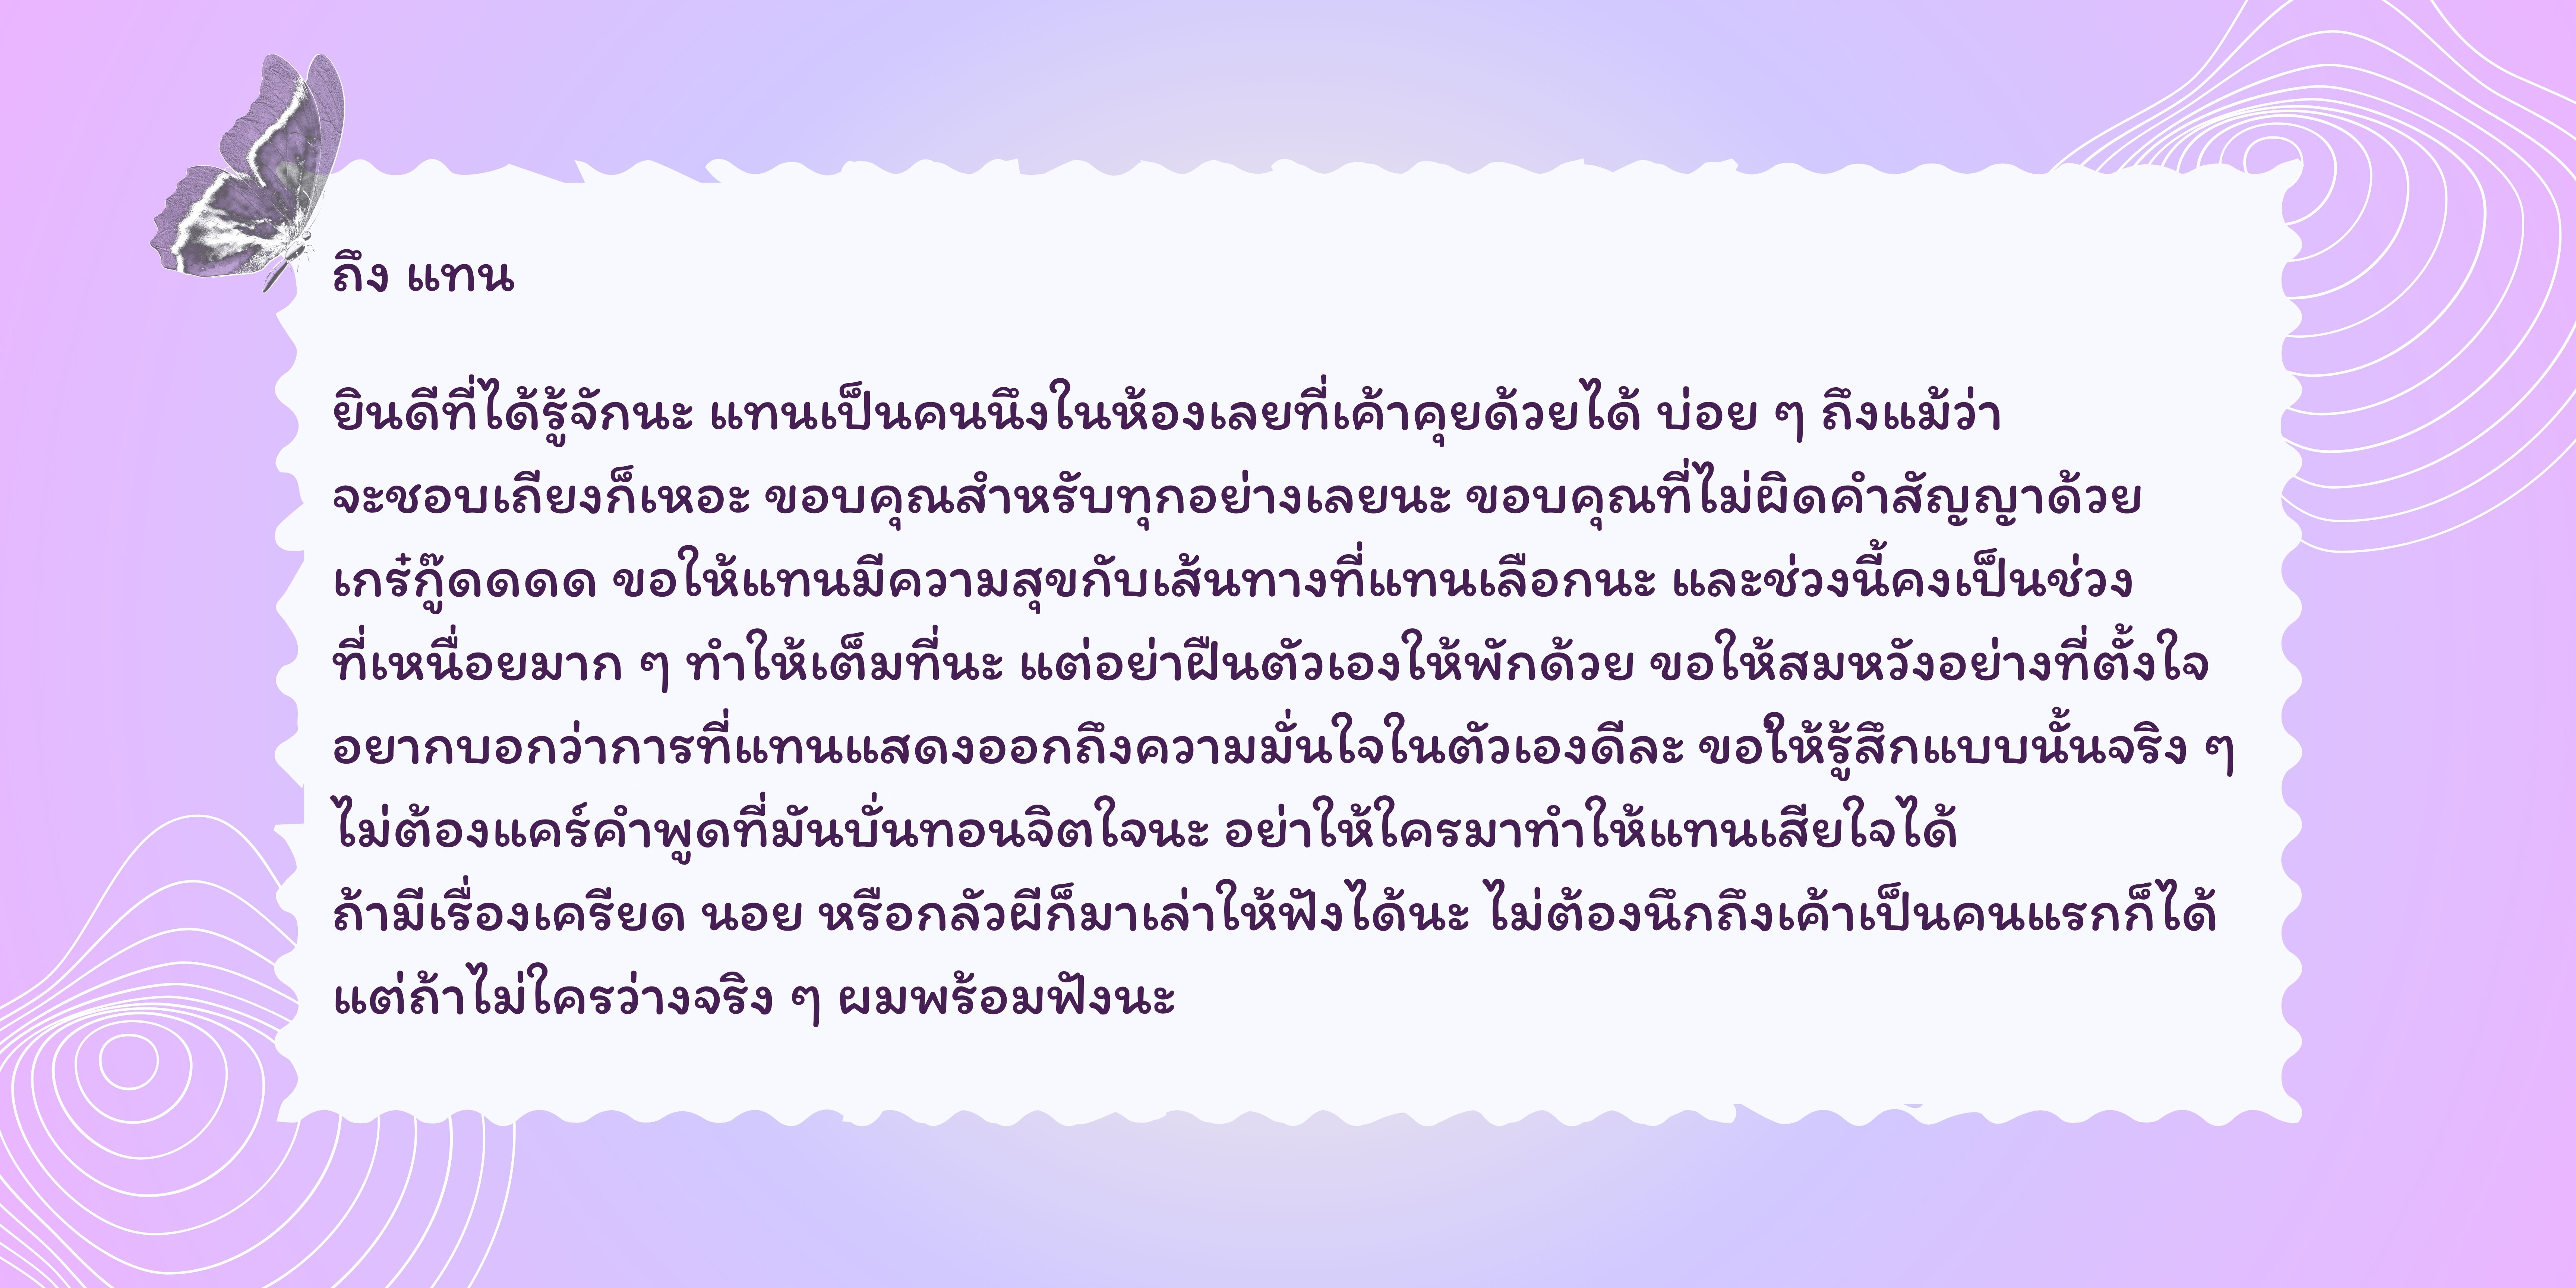 ถึง แทน
ยินดีที่ได้รู้จักนะ แทนเป็นคนนึงในห้องเลยที่เค้าคุยด้วยได้ บ่อย ๆ ถึงแม้ว่า
จะชอบเถียงก็เหอะ ขอบคุณสำหรับทุกอย่างเลยนะ ขอบคุณที่ไม่ผิดคำสัญญาด้วย
เกร๋กู๊ดดดด ขอให้แทนมีความสุขกับเส้นทางที่แทนเลือกนะ และช่วงนี้คงเป็นช่วง
ที่เหนื่อยมาก ๆ ทำให้เต็มที่นะ แต่อย่าฝืนตัวเองให้พักด้วย ขอให้สมหวังอย่างที่ตั้งใจ
อยากบอกว่าการที่แทนแสดงออกถึงความมั่นใจในตัวเองดีละ ขอให้รู้สึกแบบนั้นจริง ๆ
ไม่ต้องแคร์คำพูดที่มันบั่นทอนจิตใจนะ อย่าให้ใครมาทำให้แทนเสียใจได้
ถ้ามีเรื่องเครียด นอย หรือกลัวผีก็มาเล่าให้ฟังได้นะ ไม่ต้องนึกถึงเค้าเป็นคนแรกก็ได้
แต่ถ้าไม่ใครว่างจริง ๆ ผมพร้อมฟังนะ